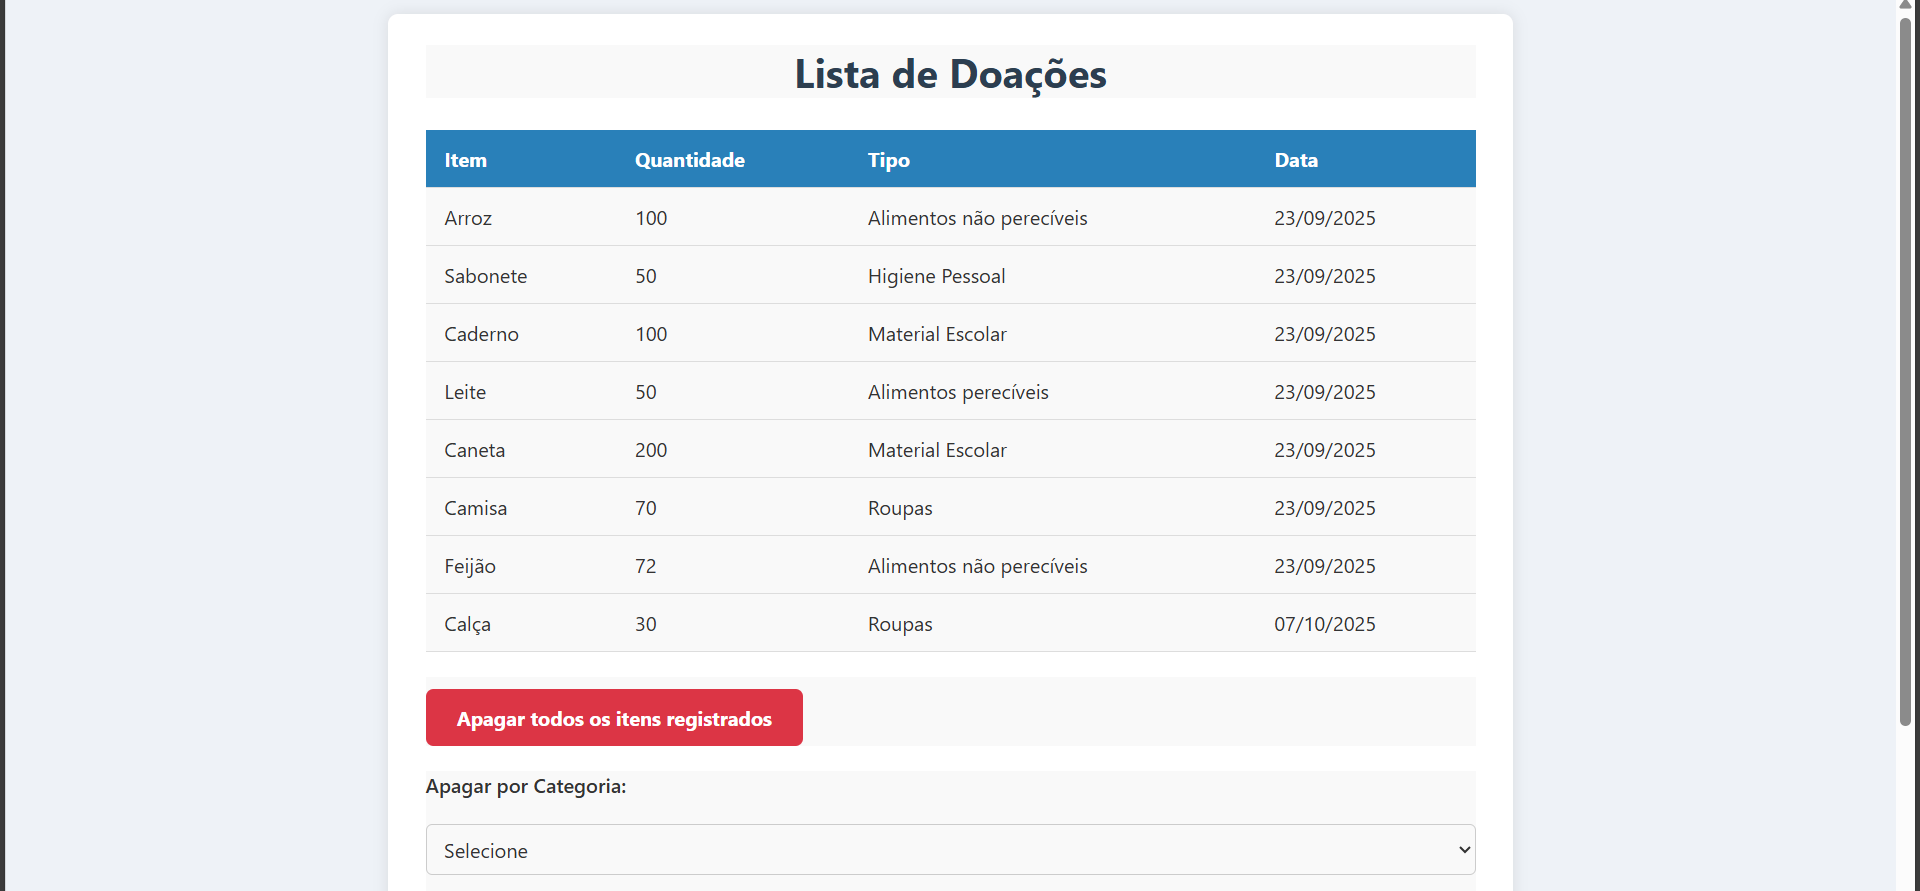 Lista de Doações
Item Quantidade Tipo Data
Arroz 100 Alimentos não perecíveis 23/09/2025
Sabonete 50 Higiene Pessoal 23/09/2025
Caderno 100 Material Escolar 23/09/2025
Leite 50 Alimentos perecíveis 23/09/2025
Caneta 200 Material Escolar 23/09/2025
Camisa 70 Roupas 23/09/2025
Feijão 72 Alimentos não perecíveis 23/09/2025
Calça 30 Roupas 07/10/2025
Apagar todos os itens registrados
Apagar por Categoria:
Selecione